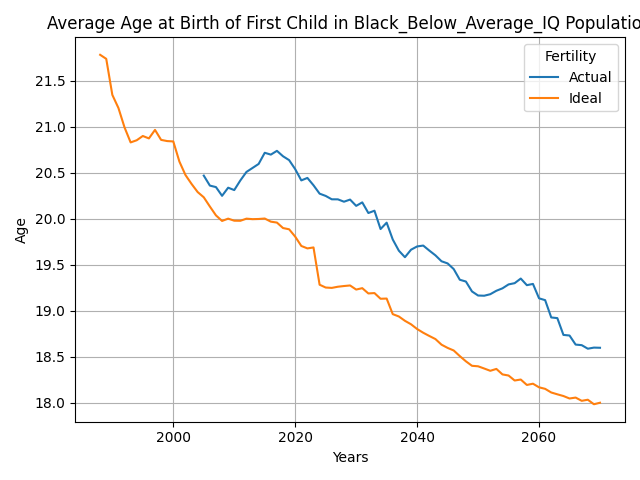 Average Age at Birth of First Child in Black_Below_Average_IQ Populatio
Fertility
Actual
Ideal
21.5
21.0
20.5
20.0
19.5
19.0
18.5
18.0
Age
2000
2020
2040
2060
Years